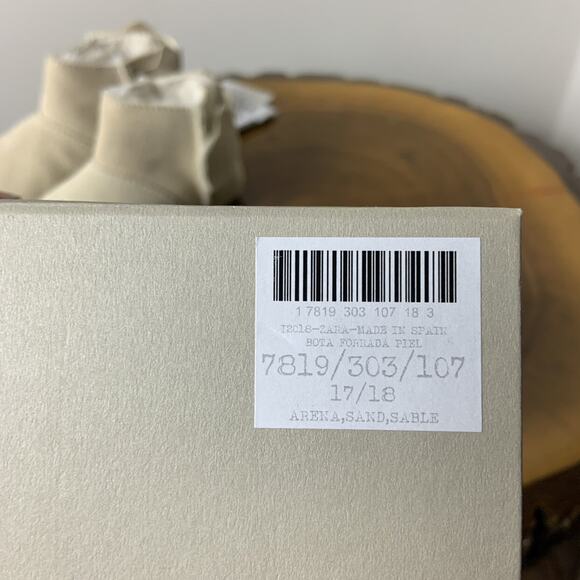 1 7819 303 107 18 3
I2018-ZARA-MADE IN SPAIN
BOTA FORRADA PIEL
7819/303/107
17/18
ARENA,SAND,SABLE